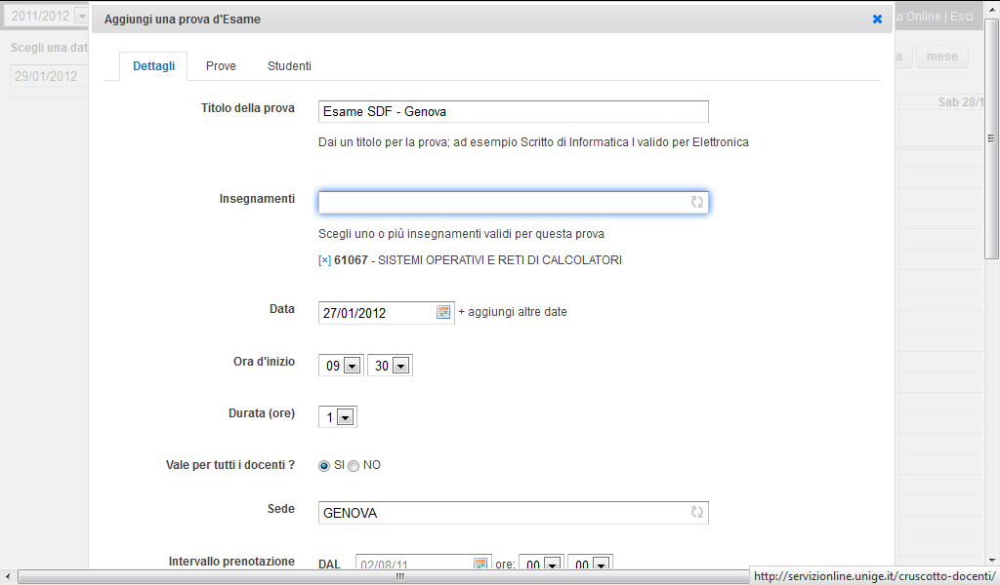 2011/2012
Aggiungi una prova d'Esame
zi Online | Esci
Scegli una dat
29/01/2012
a
mese
Sab 28/1
Dettagli
Prove
Studenti
Titolo della prova
Esame SDF - Genova
Dai un titolo per la prova; ad esempio Scritto di Informatica I valido per Elettronica
Insegnamenti
Scegli uno o più insegnamenti validi per questa prova
[×] 61067 - SISTEMI OPERATIVI E RETI DI CALCOLATORI
Data
27/01/2012
+ aggiungi altre date
Ora d'inizio
09
30
Durata (ore)
1
Vale per tutti i docenti ?
SI
NO
Sede
GENOVA
Intervallo prenotazione
DAL
02/08/11
ore:
00
00
http://servizionline.unige.it/cruscotto-docenti/